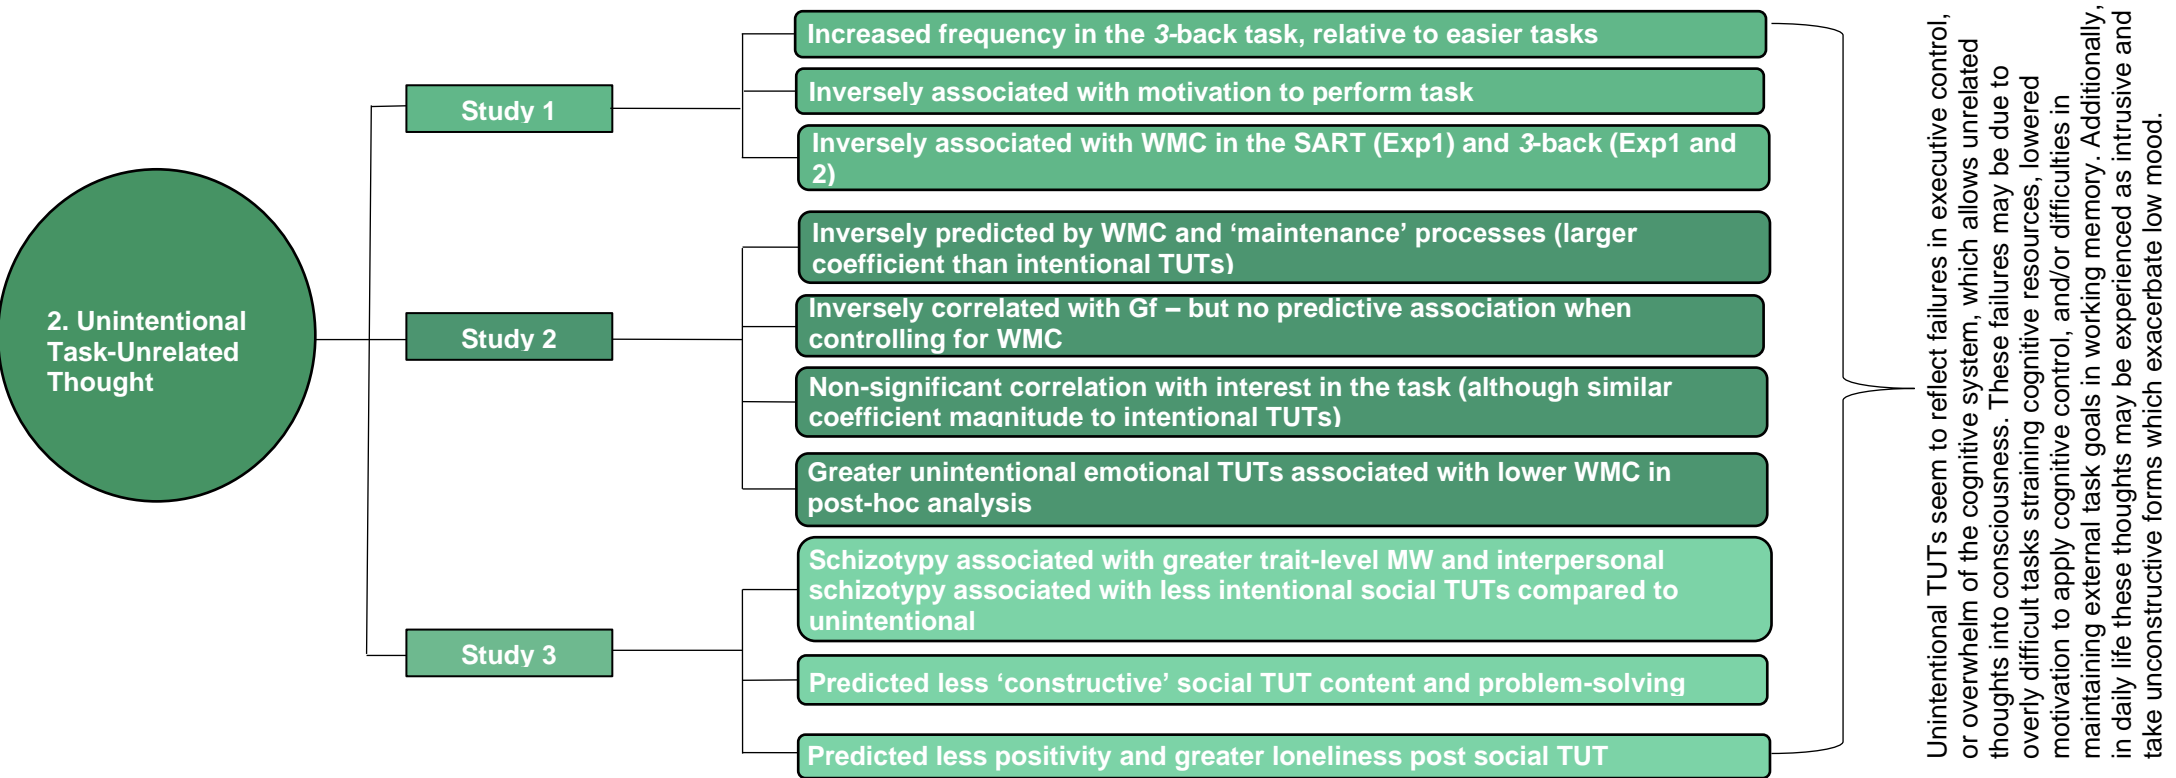 2. Unintentional
Task-Unrelated
Thought
Study 1
Increased frequency in the 3-back task, relative to easier tasks
Inversely associated with motivation to perform task
Inversely associated with WMC in the SART (Exp1) and 3-back (Exp1 and
2)
Study 2
Inversely predicted by WMC and ‘maintenance’ processes (larger
coefficient than intentional TUTs)
Inversely correlated with Gf – but no predictive association when
controlling for WMC
Non-significant correlation with interest in the task (although similar
coefficient magnitude to intentional TUTs)
Greater unintentional emotional TUTs associated with lower WMC in
post-hoc analysis
Study 3
Schizotypy associated with greater trait-level MW and interpersonal
schizotypy associated with less intentional social TUTs compared to
unintentional
Predicted less ‘constructive’ social TUT content and problem-solving
Predicted less positivity and greater loneliness post social TUT
Unintentional TUTs seem to reflect failures in executive control,
or overwhelm of the cognitive system, which allows unrelated
thoughts into consciousness. These failures may be due to
overly difficult tasks straining cognitive resources, lowered
motivation to apply cognitive control, and/or difficulties in
maintaining external task goals in working memory. Additionally,
in daily life these thoughts may be experienced as intrusive and
take unconstructive forms which exacerbate low mood.